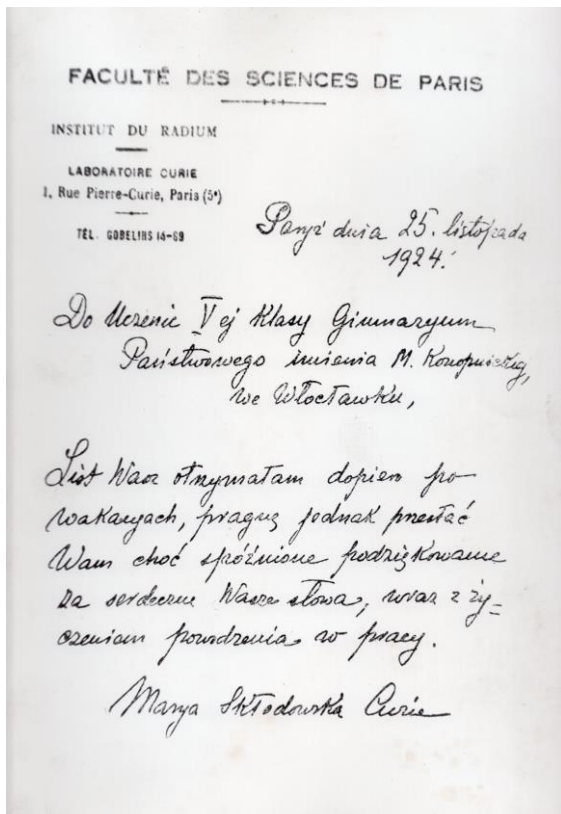 FACULTÉ DES SCIENCES DE PARIS
INSTITUT DU RADIUM
LABORATOIRE CURIE
1, Rue Pierre-Curie, Paris (5e)
TÉL. GOBELINS 14-69
Paryż dnia 25. listopada
1924.
Do Uczenic V ej Klasy Gimnazyum
Państwowego imienia M. Konopnickiej,
we Włocławku,
List Wasz otrzymałam dopiero po
wakacyach, pragnę jednak przesłać
Wam choć spóźnione podziękowanie
za serdeczne Wasze słowa, wraz z ży=
czeniam powodzenia w pracy.
Marya Skłodowska Curie